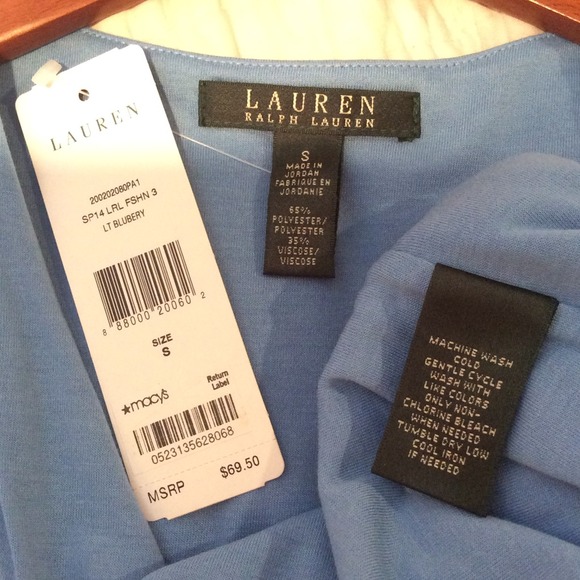 LAUREN
200202080PA1
SP14 LRL FSHN 3
LT BLUBERY
8 88000 20060 2
SIZE
S
Return
Label
★macy's
0523135628068
MSRP $69.50
LAUREN
RALPH LAUREN
S
MADE IN
JORDAN
FABRIQUE EN
JORDANIE
65%
POLYESTER/
POLYESTER
35%
VISCOSE/
VISCOSE
MACHINE WASH
COLD
GENTLE CYCLE
WASH WITH
LIKE COLORS
ONLY NON-
CHLORINE BLEACH
WHEN NEEDED
TUMBLE DRY LOW
COOL IRON
IF NEEDED